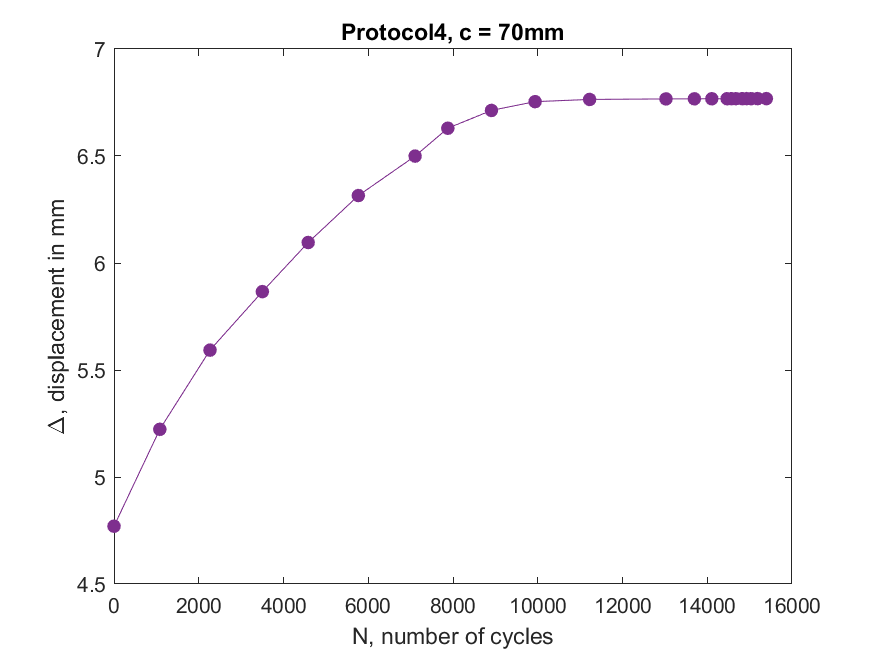 Protocol4, c = 70mm
7
6.5
6
5.5
5
4.5
Δ, displacement in mm
0 2000 4000 6000 8000 10000 12000 14000 16000
N, number of cycles